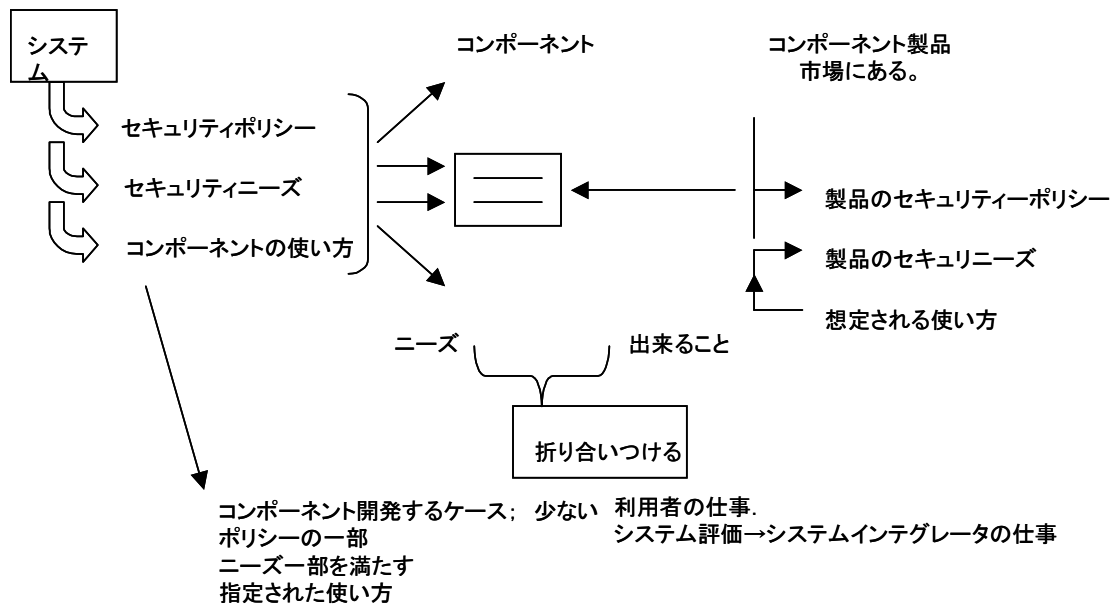 システ
ム
コンポーネント
コンポーネント製品
市場にある。
セキュリティポリシー
セキュリティニーズ
コンポーネントの使い方
製品のセキュリティーポリシー
製品のセキュリニーズ
想定される使い方
ニーズ
出来ること
折り合いつける
コンポーネント開発するケース； 少ない
ポリシーの一部
ニーズ一部を満たす
指定された使い方
利用者の仕事.
システム評価→システムインテグレータの仕事